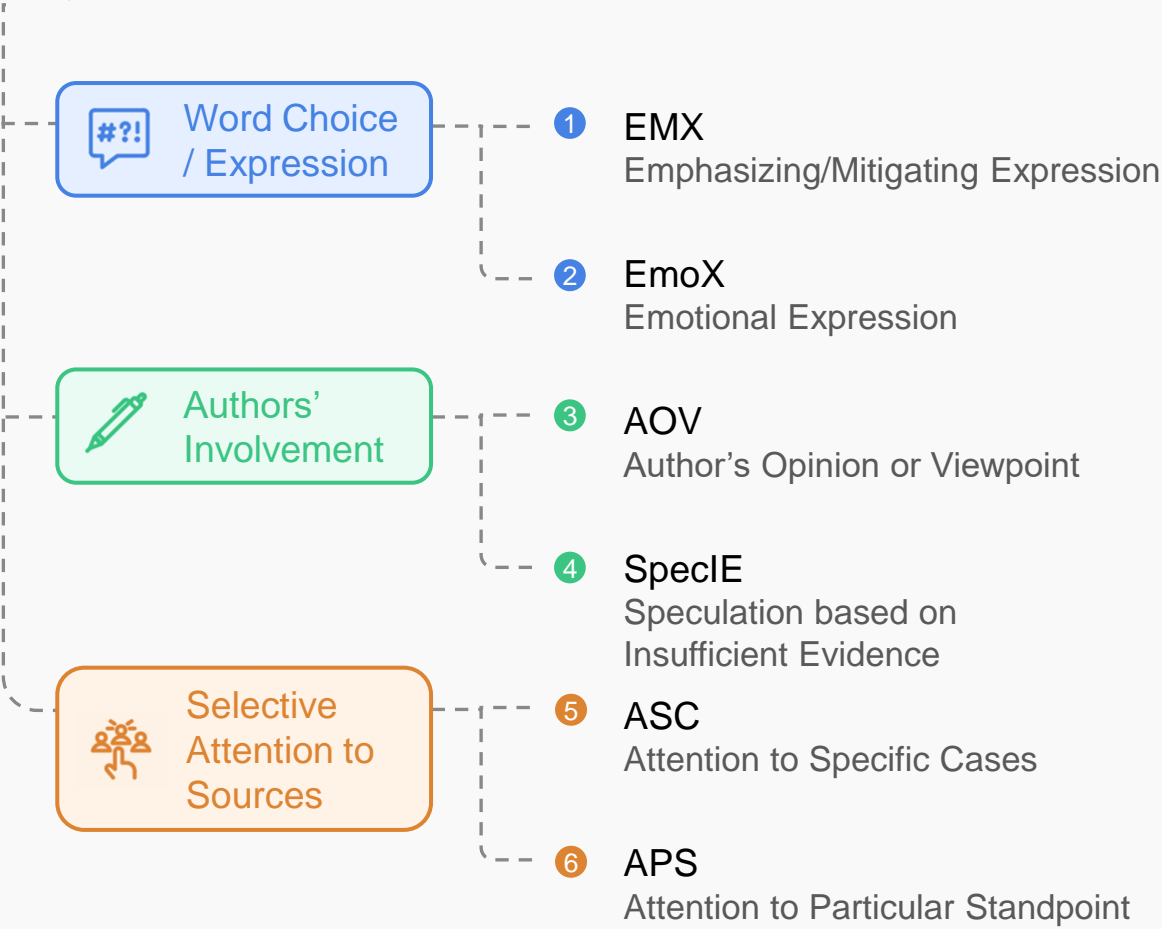 #?!
Word Choice
/ Expression
1
EMX
Emphasizing/Mitigating Expression
2
EmoX
Emotional Expression
Authors’
Involvement
3
AOV
Author’s Opinion or Viewpoint
4
SpecIE
Speculation based on
Insufficient Evidence
Selective
Attention to
Sources
5
ASC
Attention to Specific Cases
6
APS
Attention to Particular Standpoint